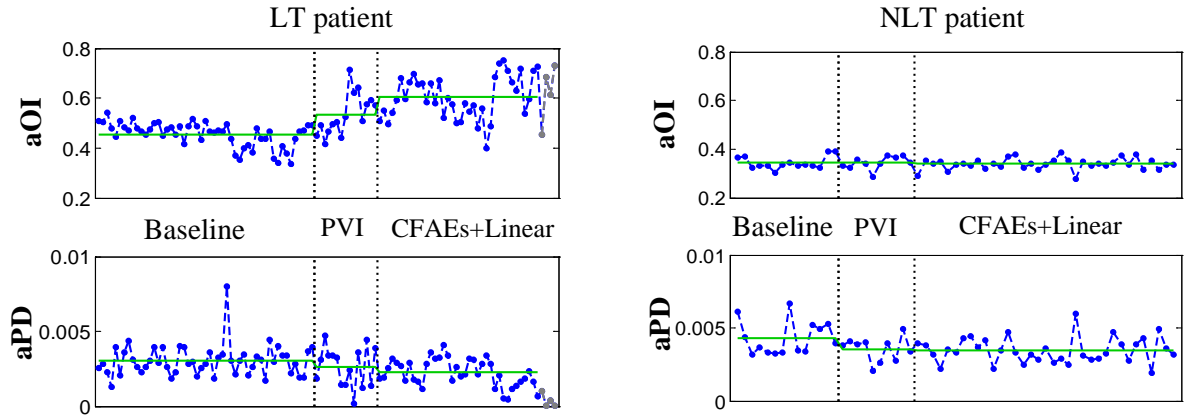 LT patient
NLT patient
0.8
0.6
0.4
0.2
aOI
0.8
0.6
0.4
0.2
aOI
Baseline PVI CFAEs+Linear
Baseline PVI CFAEs+Linear
0.01
0.005
0
aPD
0.01
0.005
0
aPD